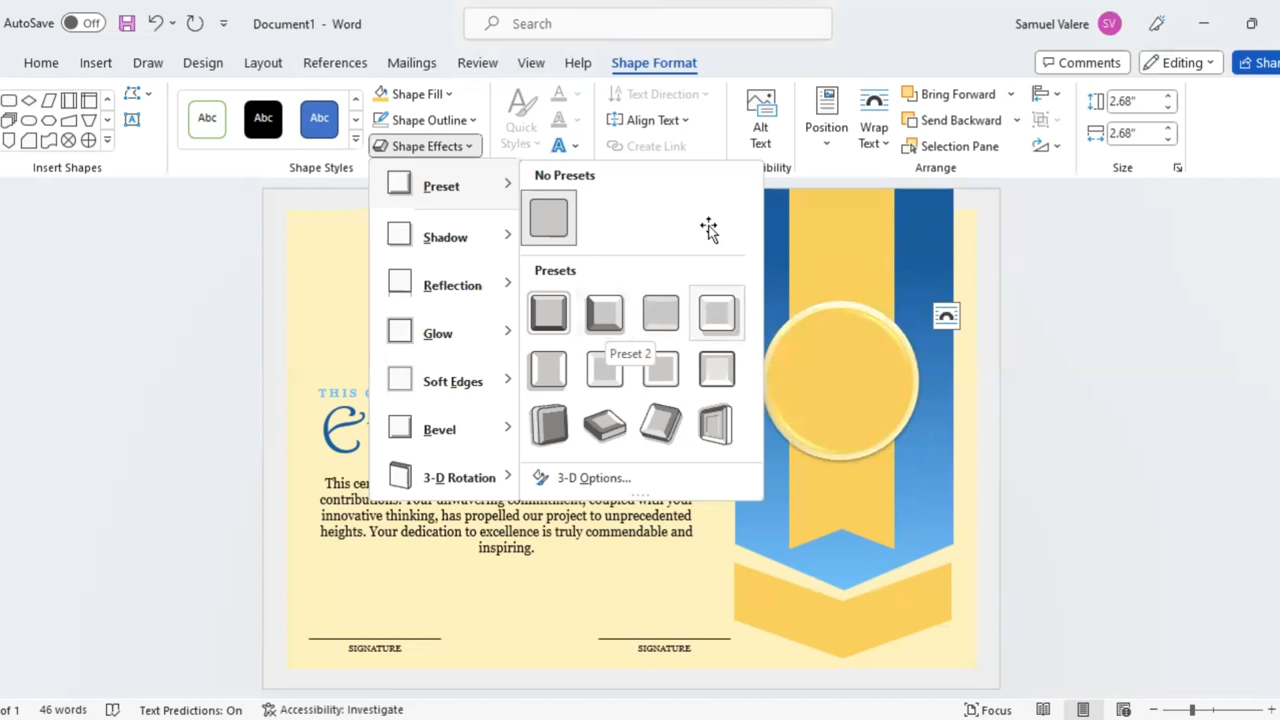 AutoSave Off Document1 - Word Search Samuel Valere SV
Home Insert Draw Design Layout References Mailings Review View Help Shape Format Comments Editing
Abc Abc Abc
Shape Fill
Shape Outline
Shape Effects
Quick
Styles
Text Direction
Align Text
Create Link
Alt
Text
Position
Wrap
Text
Bring Forward
Send Backward
Selection Pane
2.68"
2.68"
Insert Shapes Shape Styles Arrange Size
Preset
Shadow
Reflection
Glow
Soft Edges
Bevel
3-D Rotation
No Presets
Presets
Preset 2
3-D Options...
THIS
contributions. Your unwavering commitment, coupled with your
innovative thinking, has propelled our project to unprecedented
heights. Your dedication to excellence is truly commendable and
inspiring.
SIGNATURE SIGNATURE
of 1 46 words Text Predictions: On Accessibility: Investigate Focus